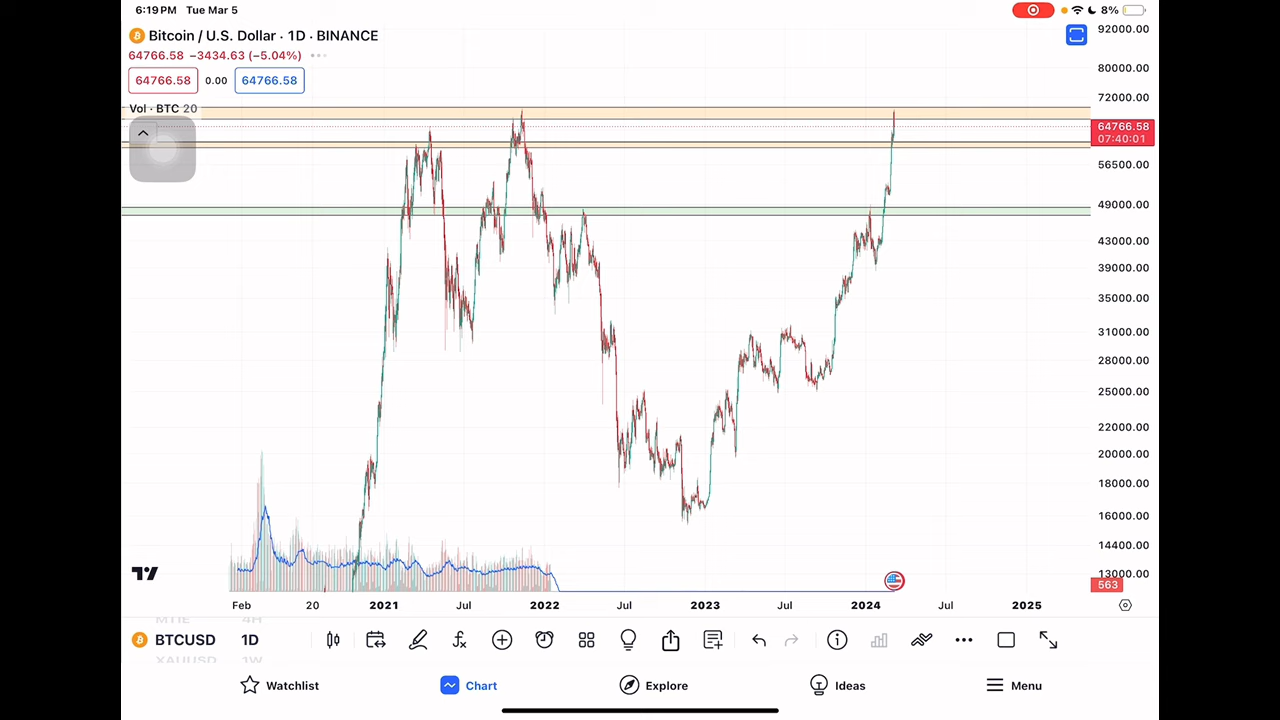 6:19 PM Tue Mar 5
8%
Bitcoin / U.S. Dollar · 1D · BINANCE
64766.58 −3434.63 (−5.04%)
64766.58 0.00 64766.58
Vol · BTC 20
92000.00
80000.00
72000.00
64766.58
07:40:01
56500.00
49000.00
43000.00
39000.00
35000.00
31000.00
28000.00
25000.00
22000.00
20000.00
18000.00
16000.00
14400.00
13000.00
563
Feb 20 2021 Jul 2022 Jul 2023 Jul 2024 Jul 2025
MTIE 4H
BTCUSD 1D
XAUUSD 1W
Watchlist Chart Explore Ideas Menu